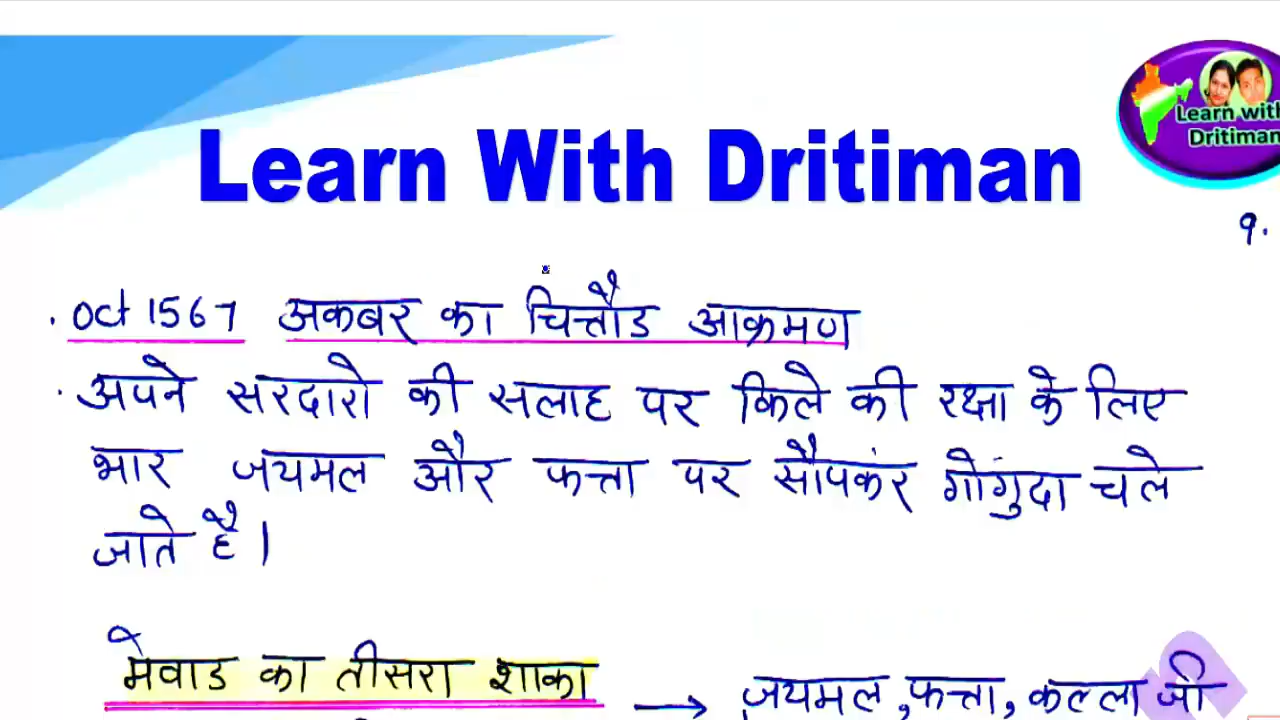 Learn With Dritiman
Learn with
Dritiman
9.
. Oct 1567 अकबर का चित्तौड आक्रमण
. अपने सरदारो की सलाह पर किले की रक्षा के लिए
भार जयमल और फत्ता पर सौपकंर गोगुंदा चले
जाते है।
मेवाड का तीसरा शाका → जयमल, फत्ता, कल्ला जी